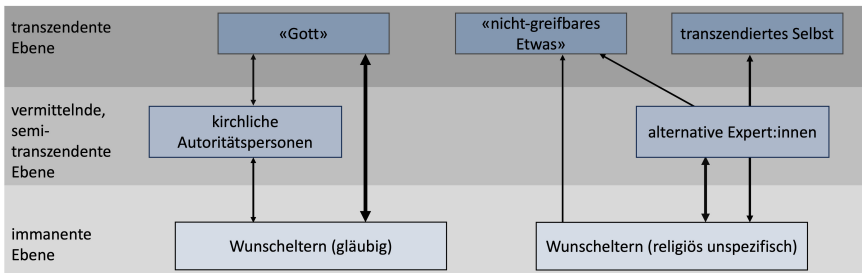 transzendente
Ebene
«Gott»
«nicht-greifbares
Etwas»
transzendiertes Selbst
vermittelnde,
semi-
transzendente
Ebene
kirchliche
Autoritätspersonen
alternative Expert:innen
immanente
Ebene
Wunscheltern (gläubig)
Wunscheltern (religiös unspezifisch)